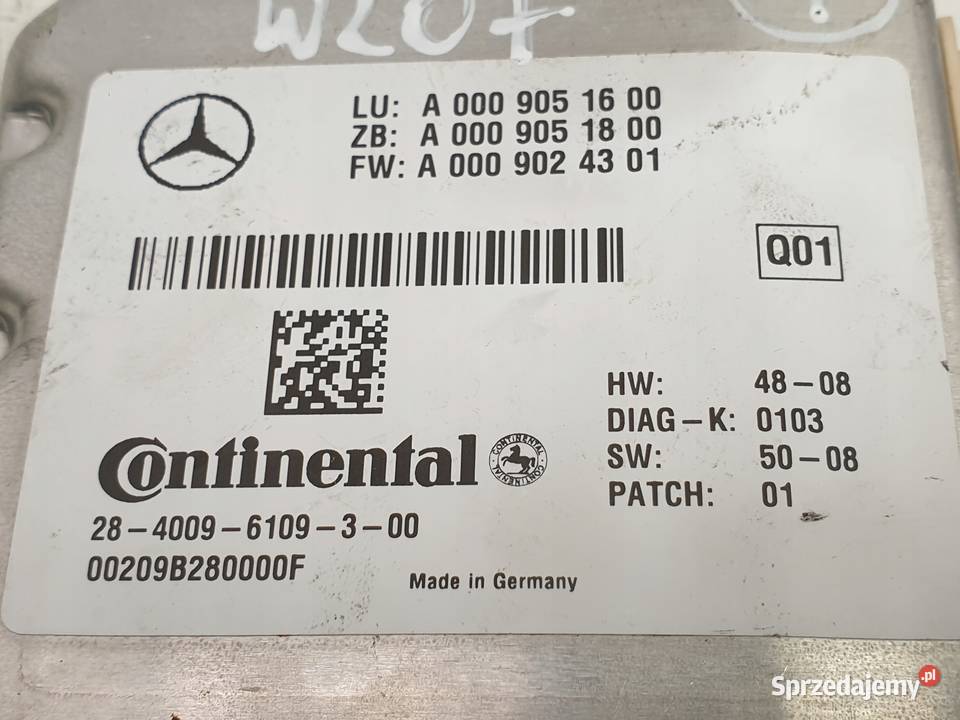 W207
LU: A 000 905 16 00
ZB: A 000 905 18 00
FW: A 000 902 43 01
Q01
HW: 48-08
DIAG-K: 0103
SW: 50-08
PATCH: 01
Continental
CONTINENTAL CONTINENTAL
28-4009-6109-3-00
00209B280000F
Made in Germany
Sprzedajemy.pl